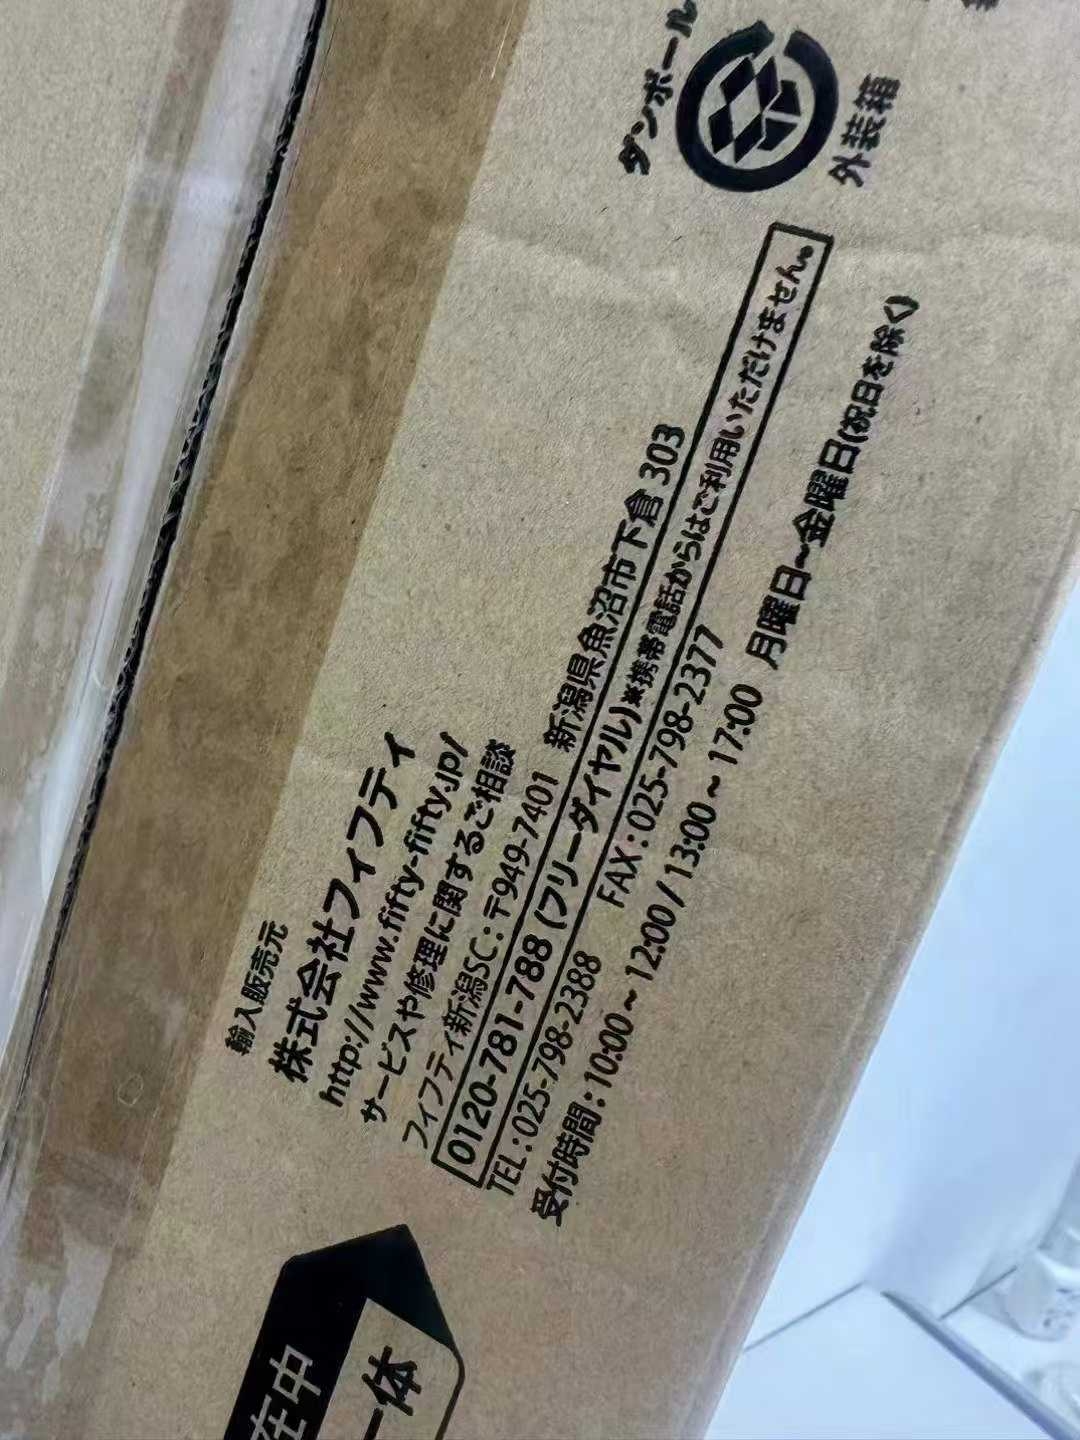 ダンボール
外装箱
輸入販売元
株式会社フィフティ
http://www.fifty-fifty.jp/
サービスや修理に関するご相談
フィフティ新潟SC：〒949-7401 新潟県魚沼市下倉 303
0120-781-788 (フリーダイヤル)※携帯電話からはご利用いただけません。
TEL：025-798-2388 FAX：025-798-2377
受付時間：10:00～12:00 / 13:00～17:00 月曜日～金曜日(祝日を除く)
在中
体